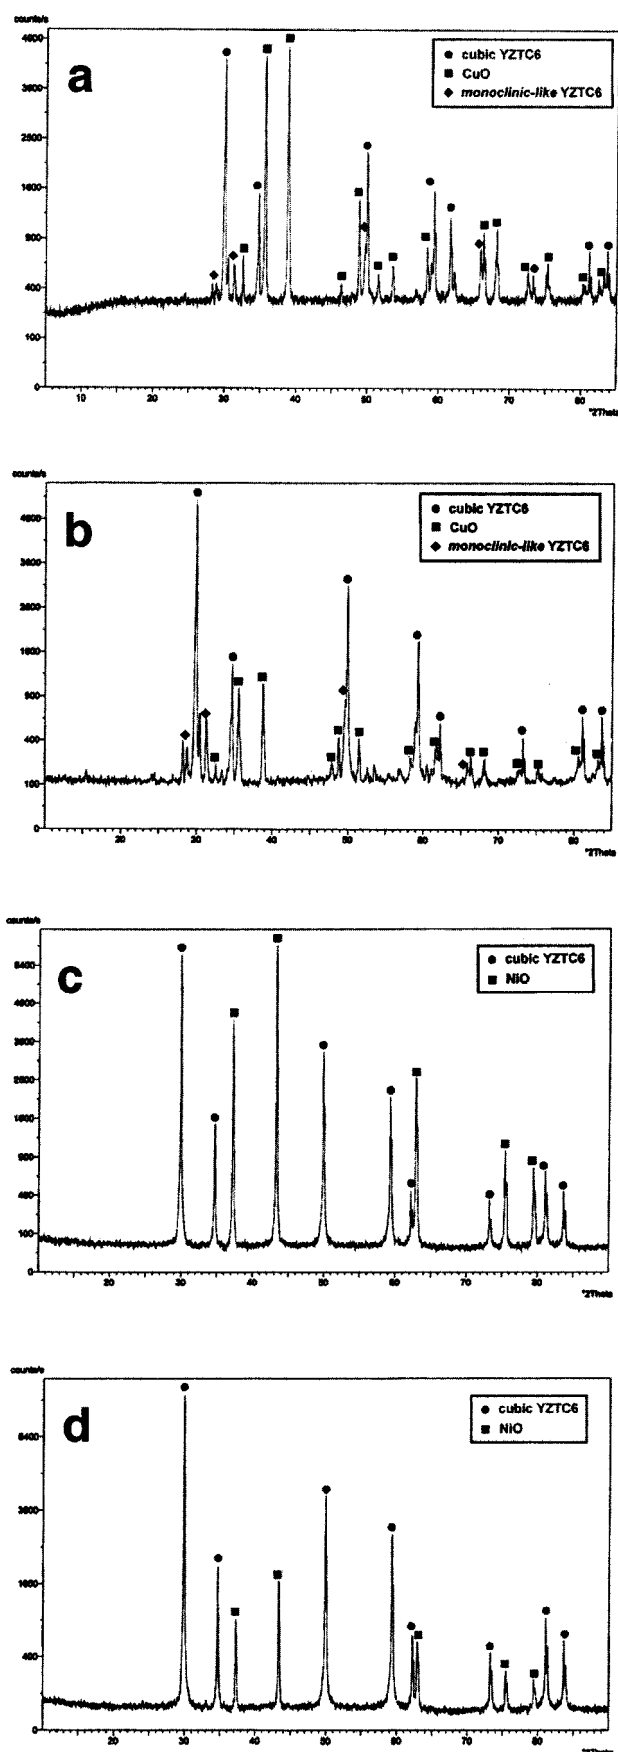 counts/s
4900
a
● cubic YZTC6
■ CuO
◆ monoclinic-like YZTC6
3600
2500
1600
900
400
100
0
10 20 30 40 50 60 70 80
°2Theta
counts/s
b
● cubic YZTC6
■ CuO
◆ monoclinic-like YZTC6
4900
3600
2500
1600
900
400
100
0
20 30 40 50 60 70 80
°2Theta
counts/s
c
● cubic YZTC6
■ NiO
6400
4900
3600
2500
1600
900
400
100
0
20 30 40 50 60 70 80
°2Theta
counts/s
d
● cubic YZTC6
■ NiO
6400
3600
1600
400
0
20 30 40 50 60 70 80
°2Theta